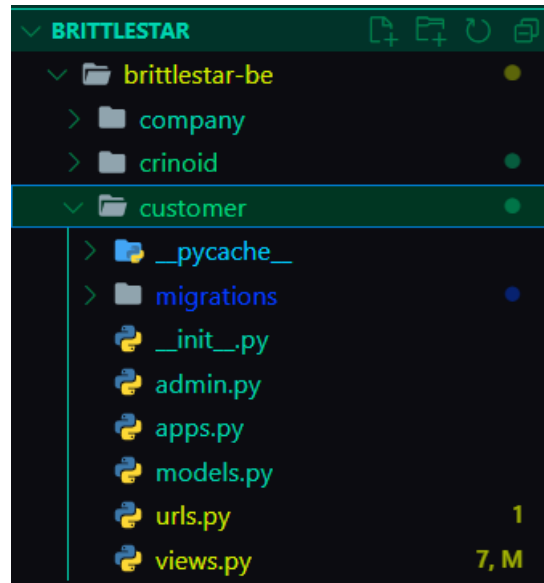 BRITTLESTAR
brittlestar-be
company
crinoid
customer
__pycache__
migrations
__init__.py
admin.py
apps.py
models.py
urls.py 1
views.py 7, M